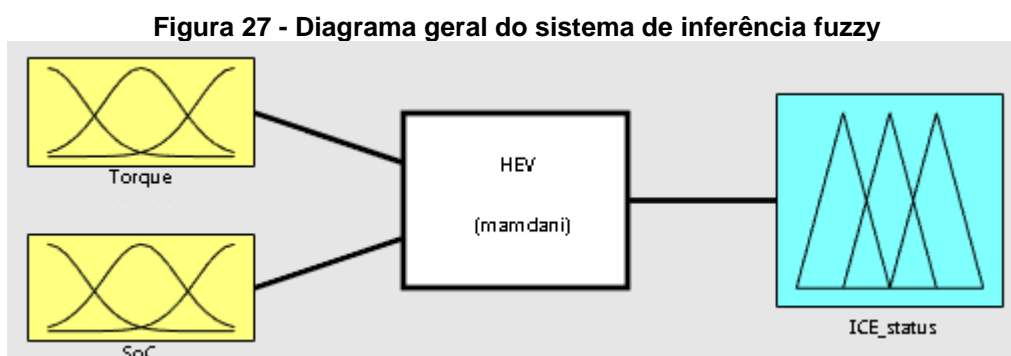 Figura 27 - Diagrama geral do sistema de inferência fuzzy
Torque
HEV
(mamdani)
SoC
ICE_status